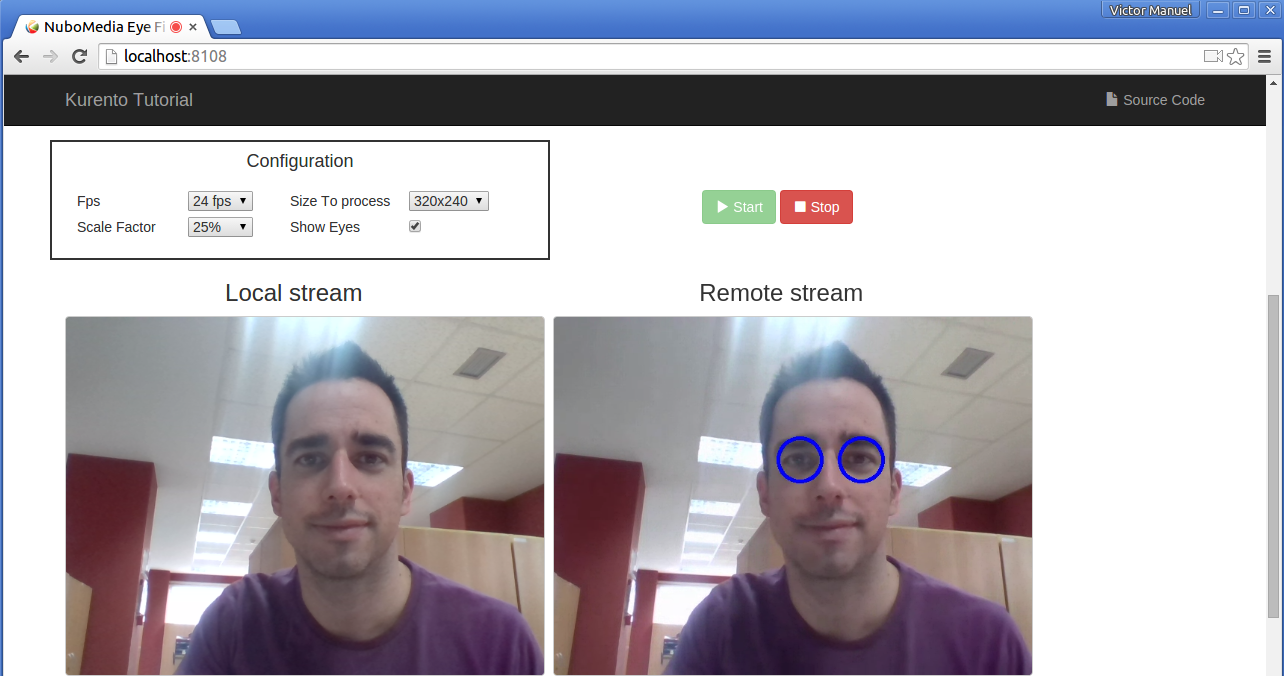 Victor Manuel
NuboMedia Eye Fi
localhost:8108
Kurento Tutorial
Source Code
Configuration
Fps 24 fps Size To process 320x240
Scale Factor 25% Show Eyes
Start Stop
Local stream Remote stream